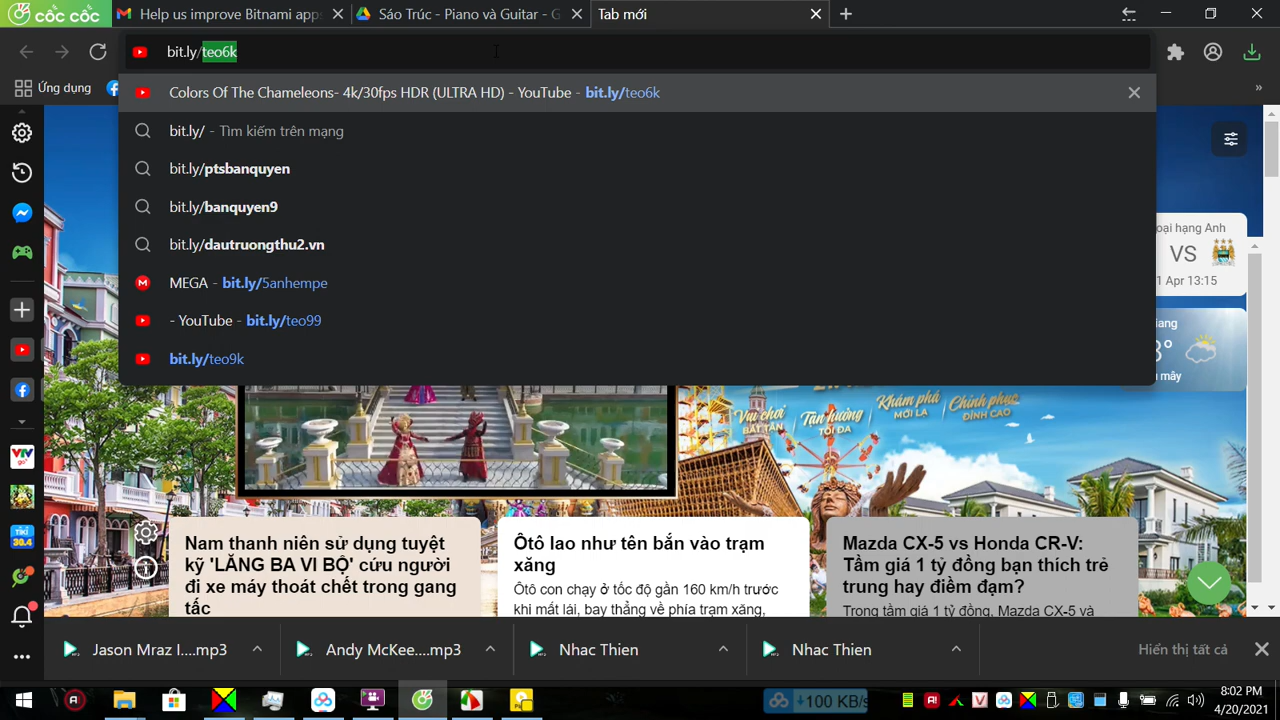 cốc cốc
Help us improve Bitnami app
Sáo Trúc - Piano và Guitar - G
Tab mới
bit.ly/teo6k
Ứng dụng
»
Colors Of The Chameleons- 4k/30fps HDR (ULTRA HD) - YouTube - bit.ly/teo6k
bit.ly/ - Tìm kiếm trên mạng
bit.ly/ptsbanquyen
bit.ly/banquyen9
bit.ly/dautruongthu2.vn
MEGA - bit.ly/5anhempe
- YouTube - bit.ly/teo99
bit.ly/teo9k
oại hạng Anh
VS
1 Apr 13:15
iang
mây
Vui chơi
BẤT TẬN
Tận hưởng
TỐI ĐA
Khám phá
MỚI LẠ
Chinh phục
ĐỈNH CAO
VTV
go
TIKI
30.4
Nam thanh niên sử dụng tuyệt
kỹ 'LĂNG BA VI BỘ' cứu người
đi xe máy thoát chết trong gang
tấc
Ôtô lao như tên bắn vào trạm
xăng
Ôtô con chạy ở tốc độ gần 160 km/h trước
khi mất lái, bay thẳng về phía trạm xăng,
Mazda CX-5 vs Honda CR-V:
Tầm giá 1 tỷ đồng bạn thích trẻ
trung hay điềm đạm?
Trong tầm giá 1 tỷ đồng, Mazda CX-5 và
Jason Mraz I....mp3
Andy McKee....mp3
Nhac Thien
Nhac Thien
Hiển thị tất cả
↓100 KB/s
8:02 PM
4/20/2021